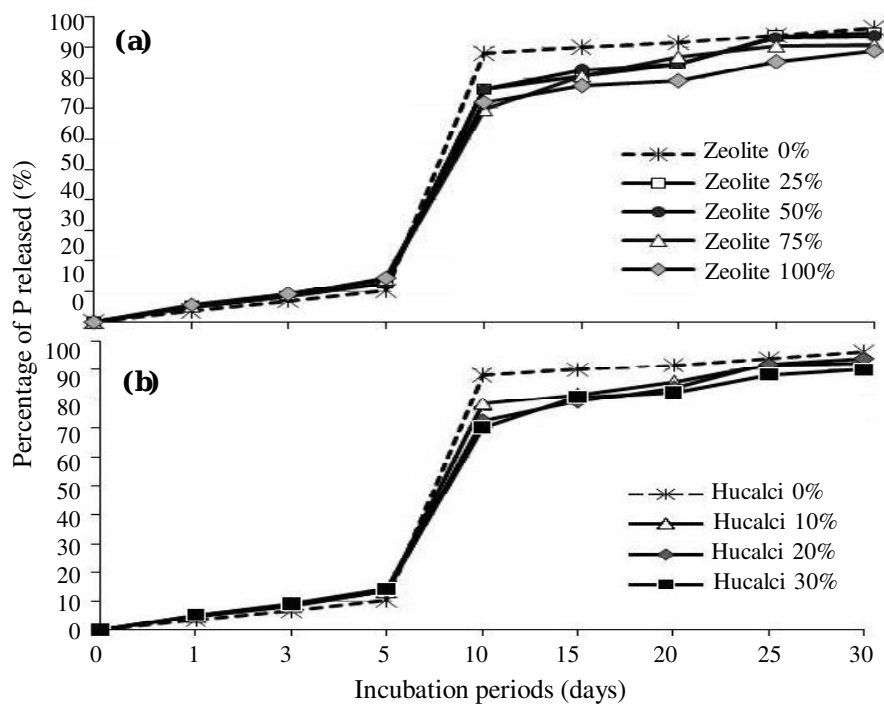 Percentage of P released (%)
(a)
100
90
80
70
60
50
40
30
20
10
0
Zeolite 0%
Zeolite 25%
Zeolite 50%
Zeolite 75%
Zeolite 100%
(b)
100
90
80
70
60
50
40
30
20
10
0
Hucalci 0%
Hucalci 10%
Hucalci 20%
Hucalci 30%
0 1 3 5 10 15 20 25 30
Incubation periods (days)